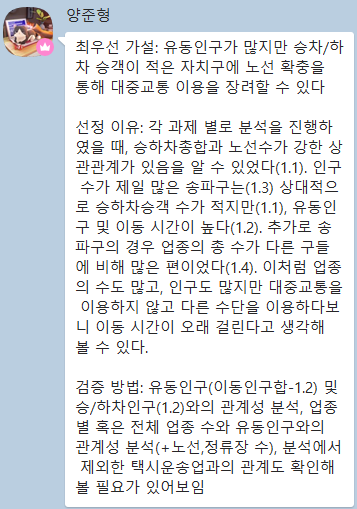 양준형
최우선 가설: 유동인구가 많지만 승차/하
차 승객이 적은 자치구에 노선 확충을
통해 대중교통 이용을 장려할 수 있다

선정 이유: 각 과제 별로 분석을 진행하
였을 때, 승하차총합과 노선수가 강한 상
관관계가 있음을 알 수 있었다(1.1). 인구
수가 제일 많은 송파구는(1.3) 상대적으
로 승하차승객 수가 적지만(1.1), 유동인
구 및 이동 시간이 높다(1.2). 추가로 송
파구의 경우 업종의 총 수가 다른 구들
에 비해 많은 편이었다(1.4). 이처럼 업종
의 수도 많고, 인구도 많지만 대중교통을
이용하지 않고 다른 수단을 이용하다보
니 이동 시간이 오래 걸린다고 생각해
볼 수 있다.

검증 방법: 유동인구(이동인구합-1.2) 및
승/하차인구(1.2)와의 관계성 분석, 업종
별 혹은 전체 업종 수와 유동인구와의
관계성 분석(+노선,정류장 수), 분석에서
제외한 택시운송업과의 관계도 확인해
볼 필요가 있어보임